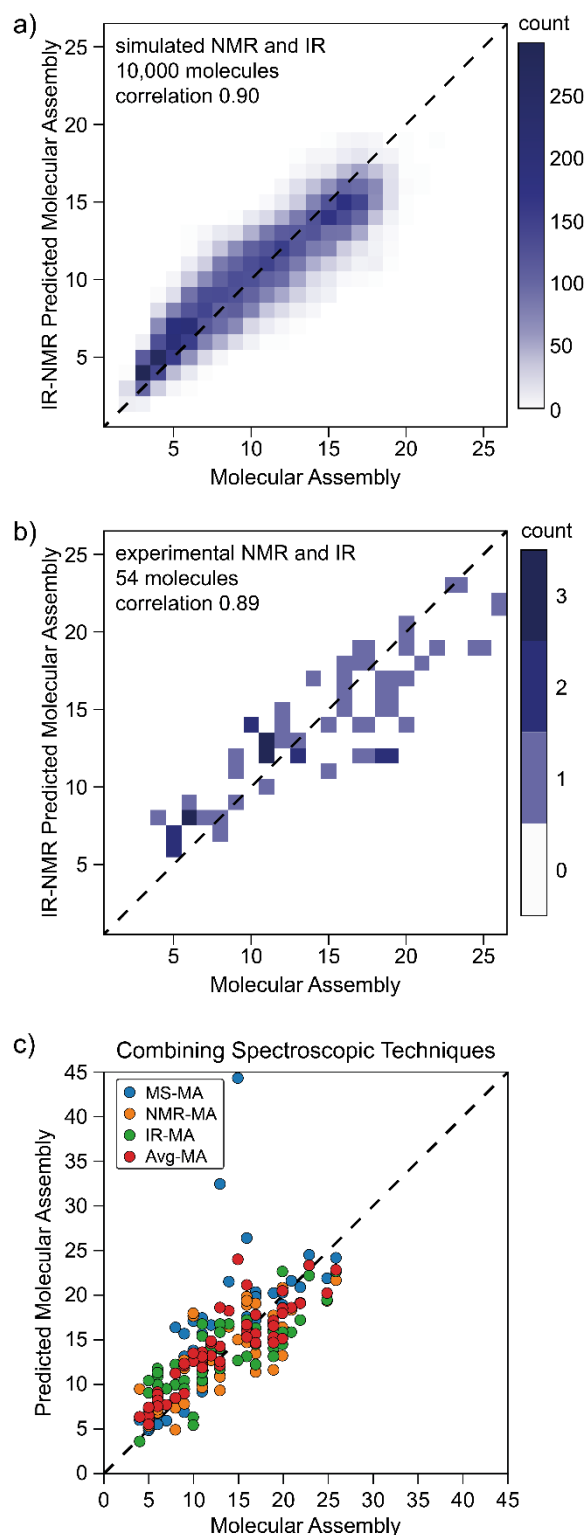 a)
simulated NMR and IR
10,000 molecules
correlation 0.90
IR-NMR Predicted Molecular Assembly
25
20
15
10
5
5
10
15
20
25
Molecular Assembly
count
250
200
150
100
50
0
b)
experimental NMR and IR
54 molecules
correlation 0.89
IR-NMR Predicted Molecular Assembly
25
20
15
10
5
5
10
15
20
25
Molecular Assembly
count
3
2
1
0
c)
Combining Spectroscopic Techniques
MS-MA
NMR-MA
IR-MA
Avg-MA
Predicted Molecular Assembly
45
40
35
30
25
20
15
10
5
0
0
5
10
15
20
25
30
35
40
45
Molecular Assembly